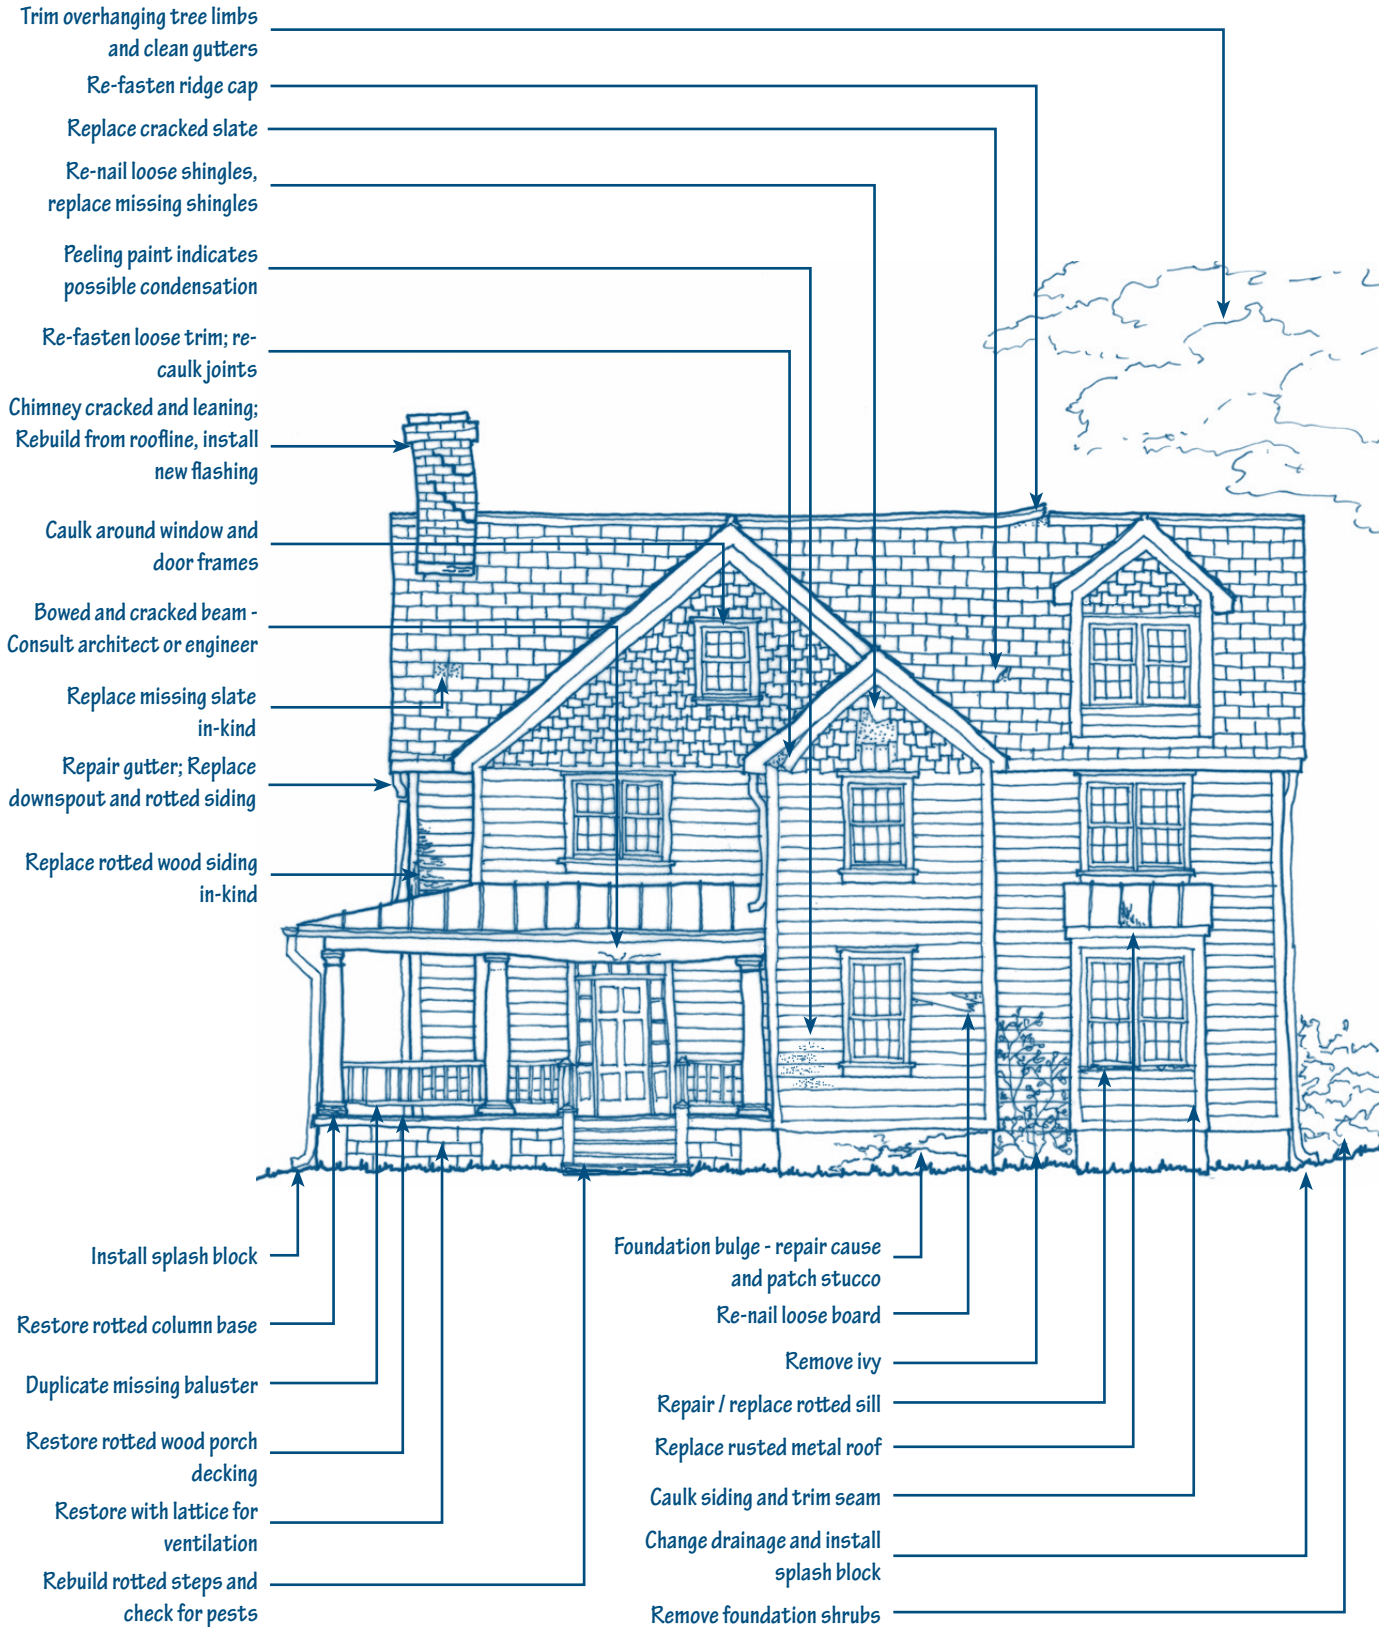 Trim overhanging tree limbs
and clean gutters
Re-fasten ridge cap
Replace cracked slate
Re-nail loose shingles,
replace missing shingles
Peeling paint indicates
possible condensation
Re-fasten loose trim; re-
caulk joints
Chimney cracked and leaning;
Rebuild from roofline, install
new flashing
Caulk around window and
door frames
Bowed and cracked beam -
Consult architect or engineer
Replace missing slate
in-kind
Repair gutter; Replace
downspout and rotted siding
Replace rotted wood siding
in-kind
Install splash block
Restore rotted column base
Duplicate missing baluster
Restore rotted wood porch
decking
Restore with lattice for
ventilation
Rebuild rotted steps and
check for pests
Foundation bulge - repair cause
and patch stucco
Re-nail loose board
Remove ivy
Repair / replace rotted sill
Replace rusted metal roof
Caulk siding and trim seam
Change drainage and install
splash block
Remove foundation shrubs